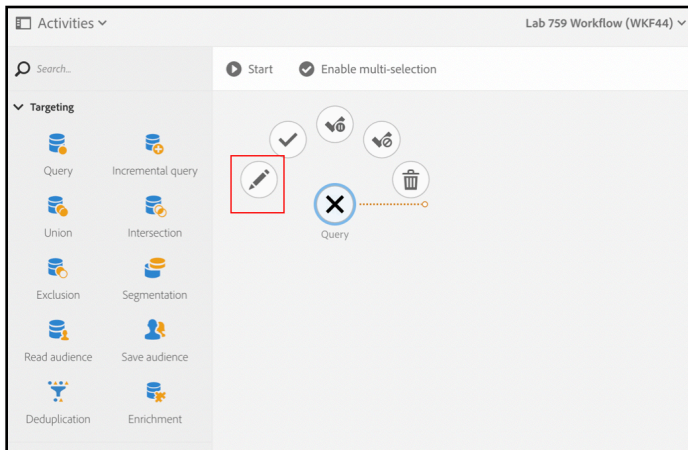 Activities
Lab 759 Workflow (WKF44)
Search...
Start
Enable multi-selection
Targeting
Query
Incremental query
Union
Intersection
Exclusion
Segmentation
Read audience
Save audience
Deduplication
Enrichment
Query